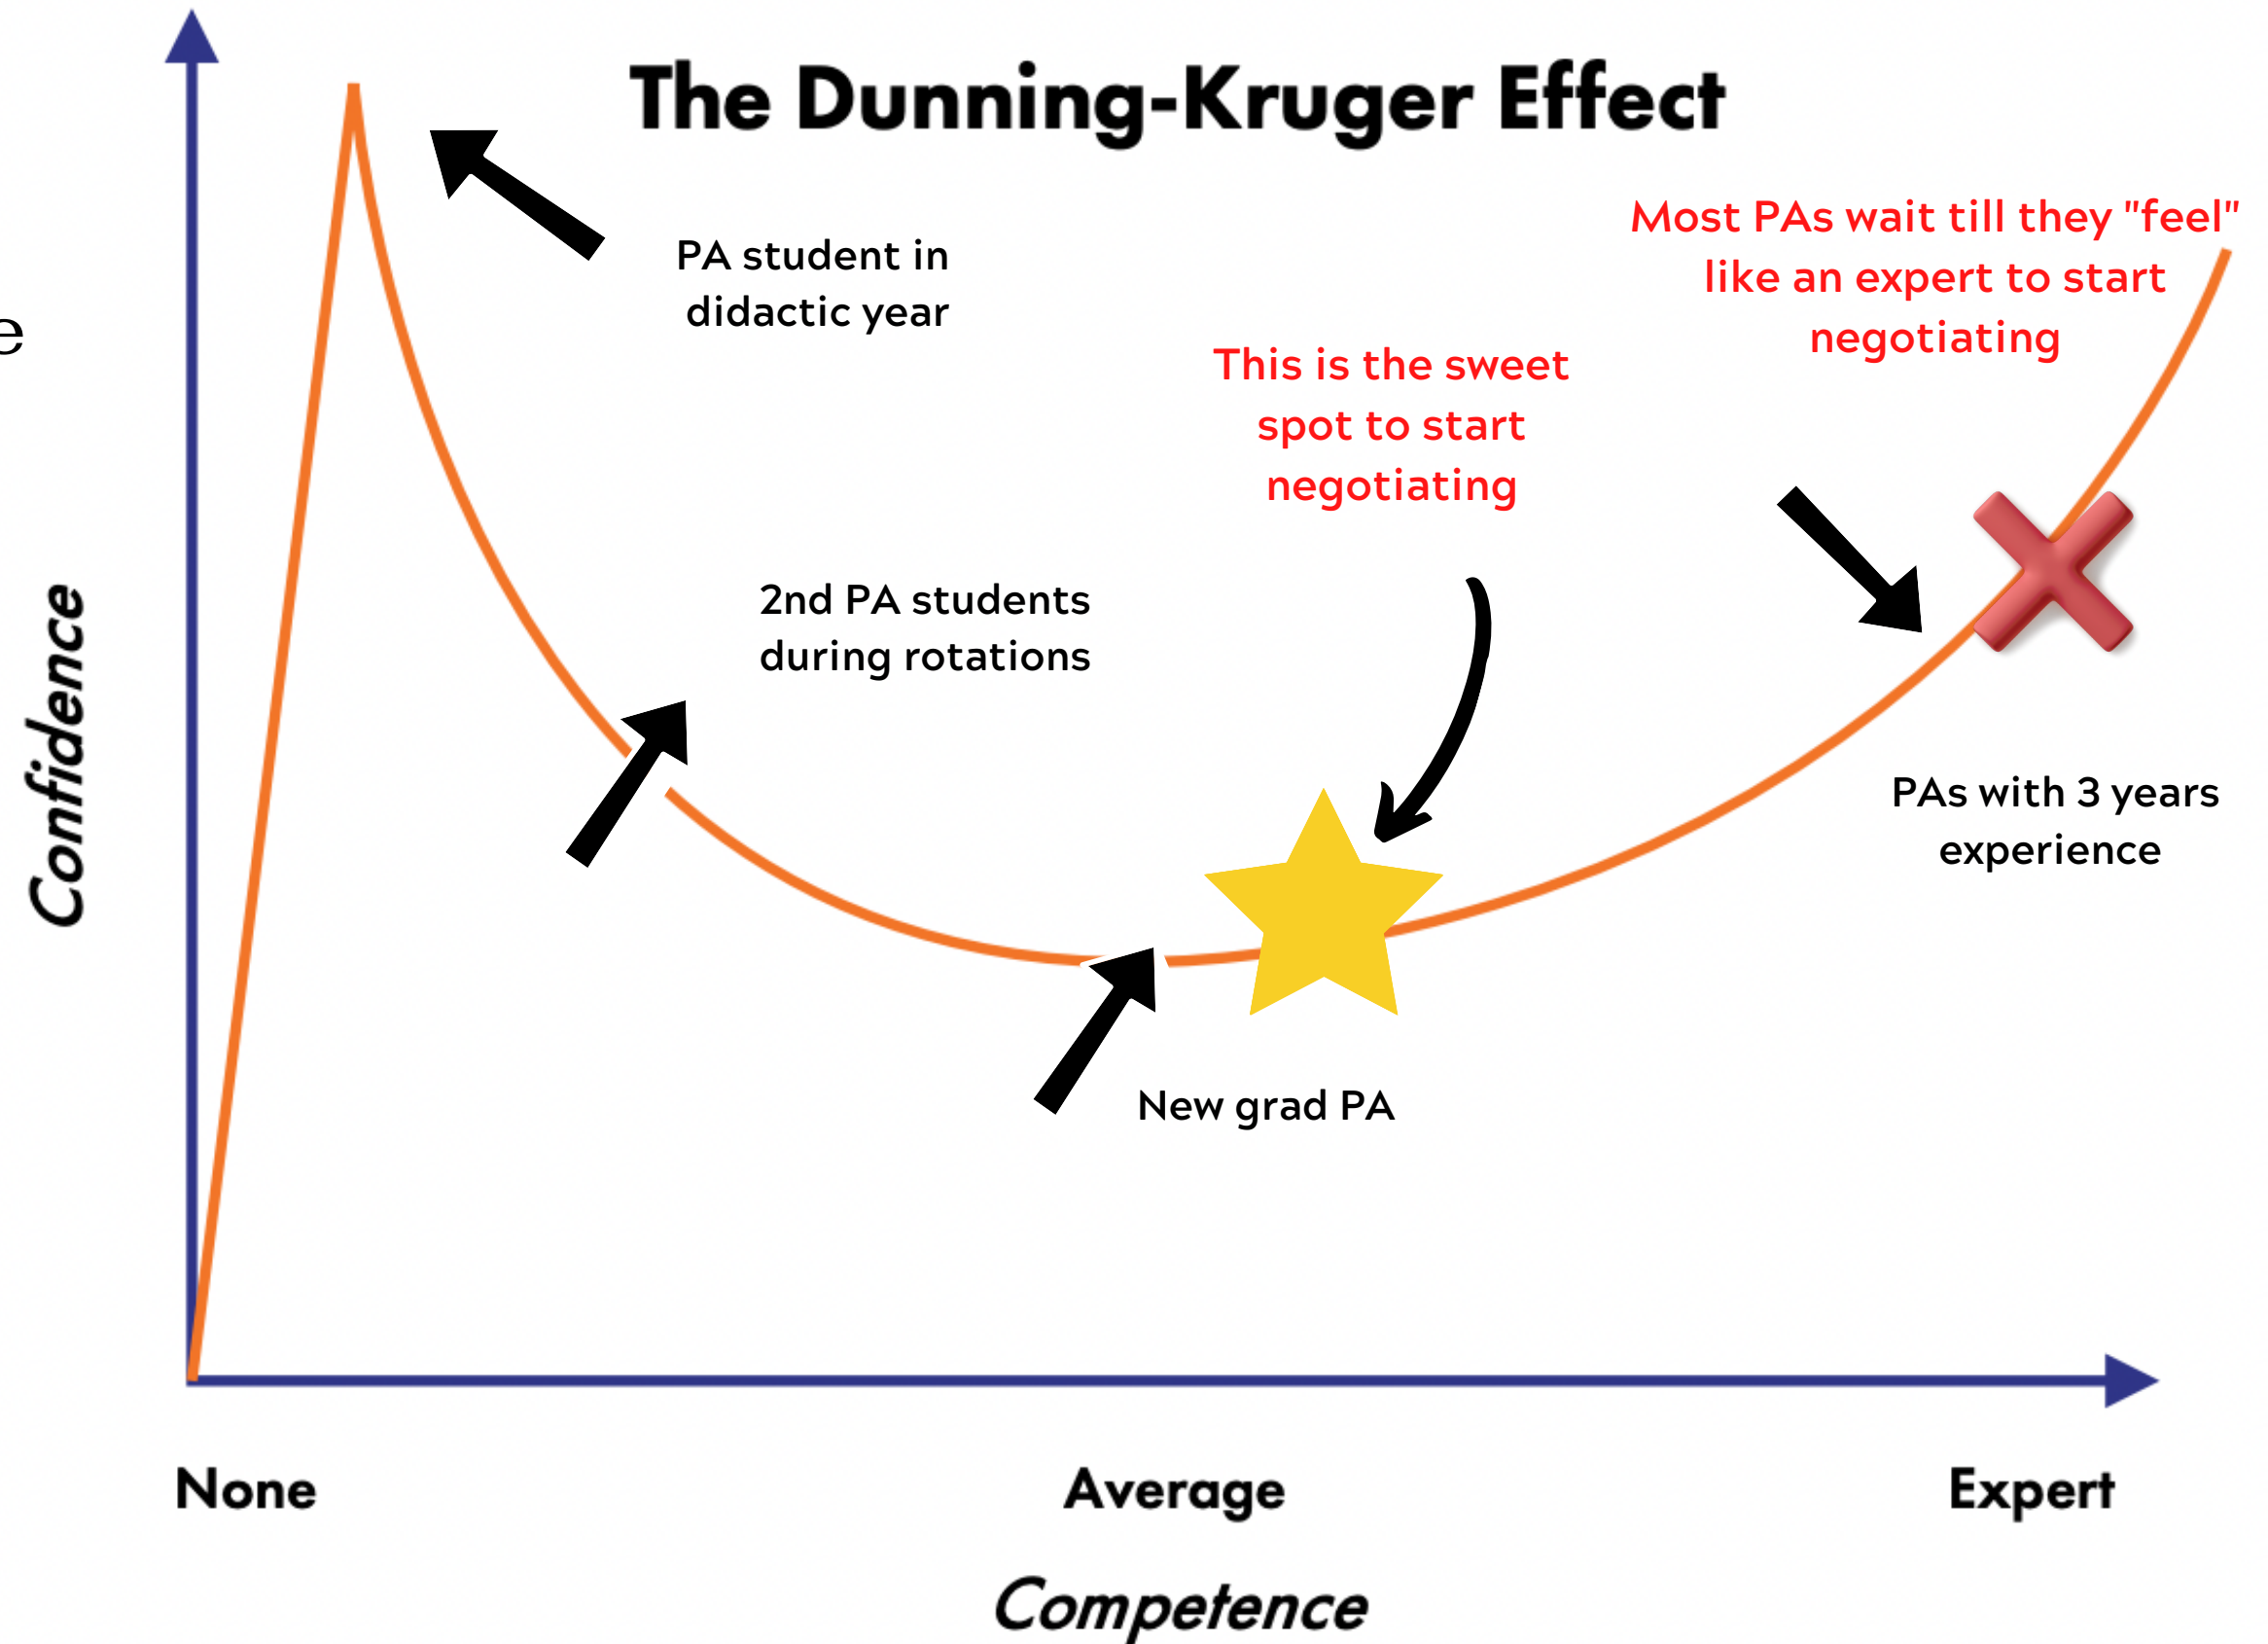 The Dunning-Kruger Effect
PA student in
didactic year
Most PAs wait till they "feel"
like an expert to start
negotiating
This is the sweet
spot to start
negotiating
e
2nd PA students
during rotations
PAs with 3 years
experience
New grad PA
Confidence
None
Average
Expert
Competence